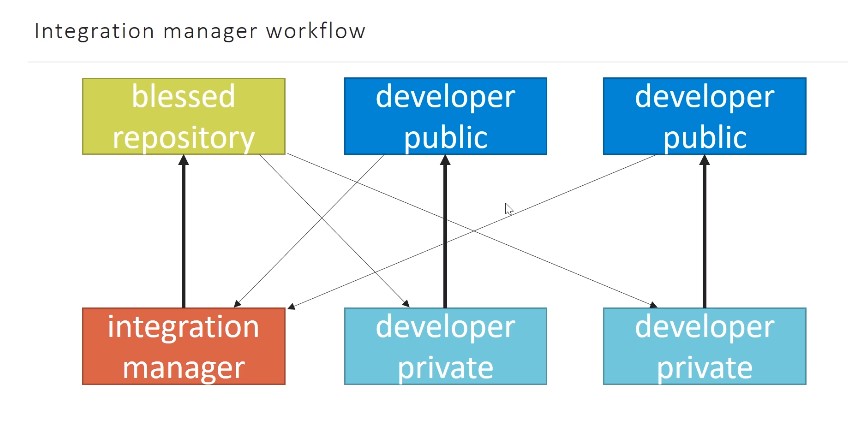 Integration manager workflow
blessed
repository
developer
public
developer
public
integration
manager
developer
private
developer
private